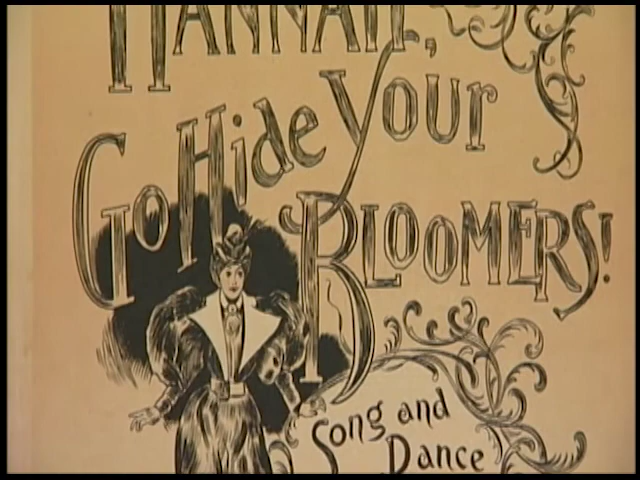 HANNAH,
GO Hide Your
BLOOMERS!
Song and
Dance